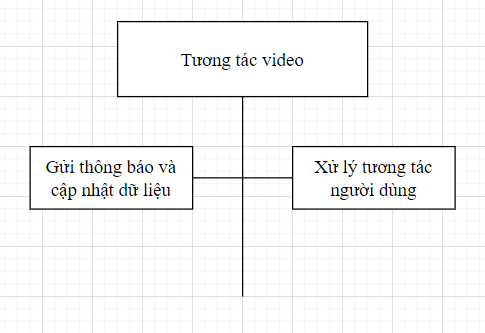 Tương tác video
Gửi thông báo và
cập nhật dữ liệu
Xử lý tương tác
người dùng